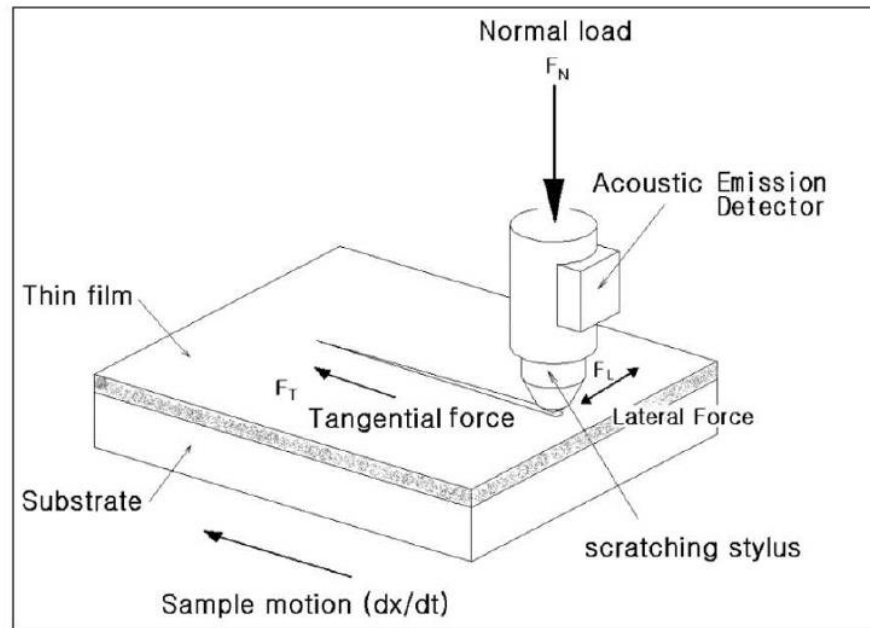 Normal load
F_N
Acoustic Emission
Detector
Thin film
F_L
F_T
Tangential force
Lateral Force
Substrate
scratching stylus
Sample motion (dx/dt)